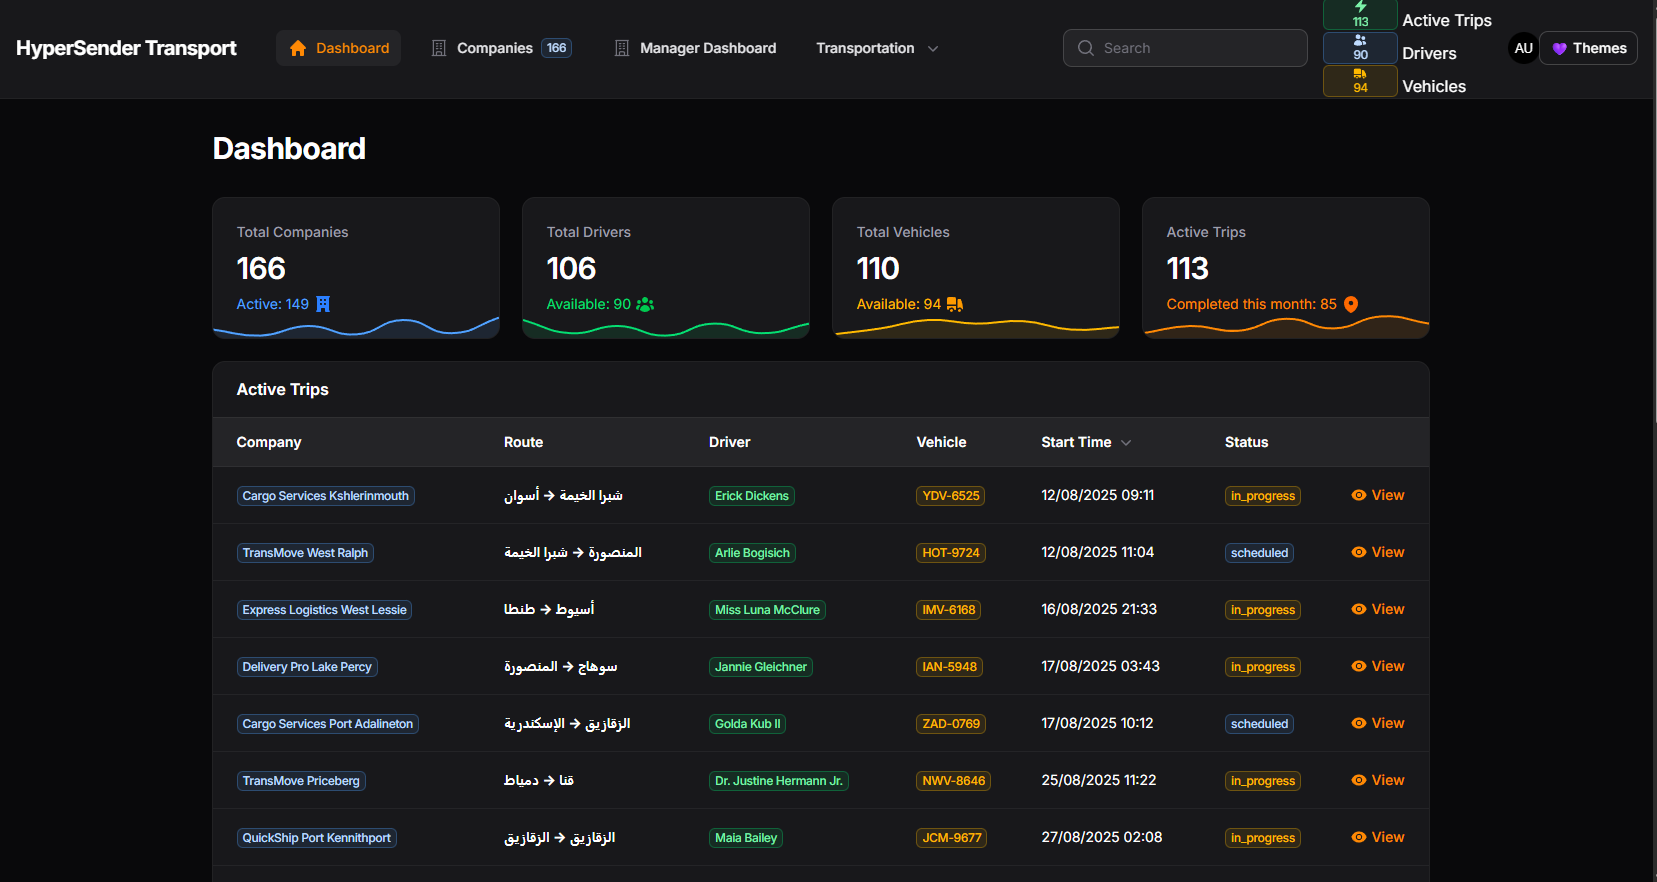 HyperSender Transport
Dashboard
Companies 166
Manager Dashboard
Transportation
Search
113 Active Trips
90 Drivers
94 Vehicles
AU
Themes
Dashboard
Total Companies
166
Active: 149
Total Drivers
106
Available: 90
Total Vehicles
110
Available: 94
Active Trips
113
Completed this month: 85
Active Trips
Company Route Driver Vehicle Start Time Status
Cargo Services Kshlerinmouth شبرا الخيمة → أسوان Erick Dickens YDV-6525 12/08/2025 09:11 in_progress View
TransMove West Ralph المنصورة → شبرا الخيمة Arlie Bogisich HOT-9724 12/08/2025 11:04 scheduled View
Express Logistics West Lessie أسيوط → طنطا Miss Luna McClure IMV-6168 16/08/2025 21:33 in_progress View
Delivery Pro Lake Percy سوهاج → المنصورة Jannie Gleichner IAN-5948 17/08/2025 03:43 in_progress View
Cargo Services Port Adalineton الزقازيق → الإسكندرية Golda Kub II ZAD-0769 17/08/2025 10:12 scheduled View
TransMove Priceberg قنا → دمياط Dr. Justine Hermann Jr. NWV-8646 25/08/2025 11:22 in_progress View
QuickShip Port Kennithport الزقازيق → الزقازيق Maia Bailey JCM-9677 27/08/2025 02:08 in_progress View